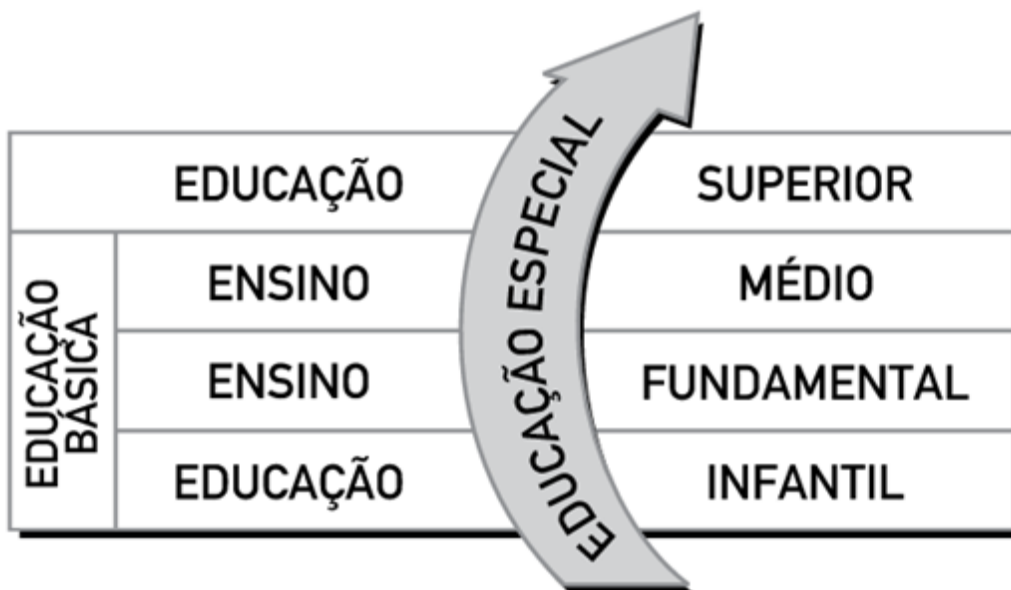 EDUCAÇÃO SUPERIOR
EDUCAÇÃO
BÁSICA
ENSINO MÉDIO
ENSINO FUNDAMENTAL
EDUCAÇÃO INFANTIL
EDUCAÇÃO ESPECIAL